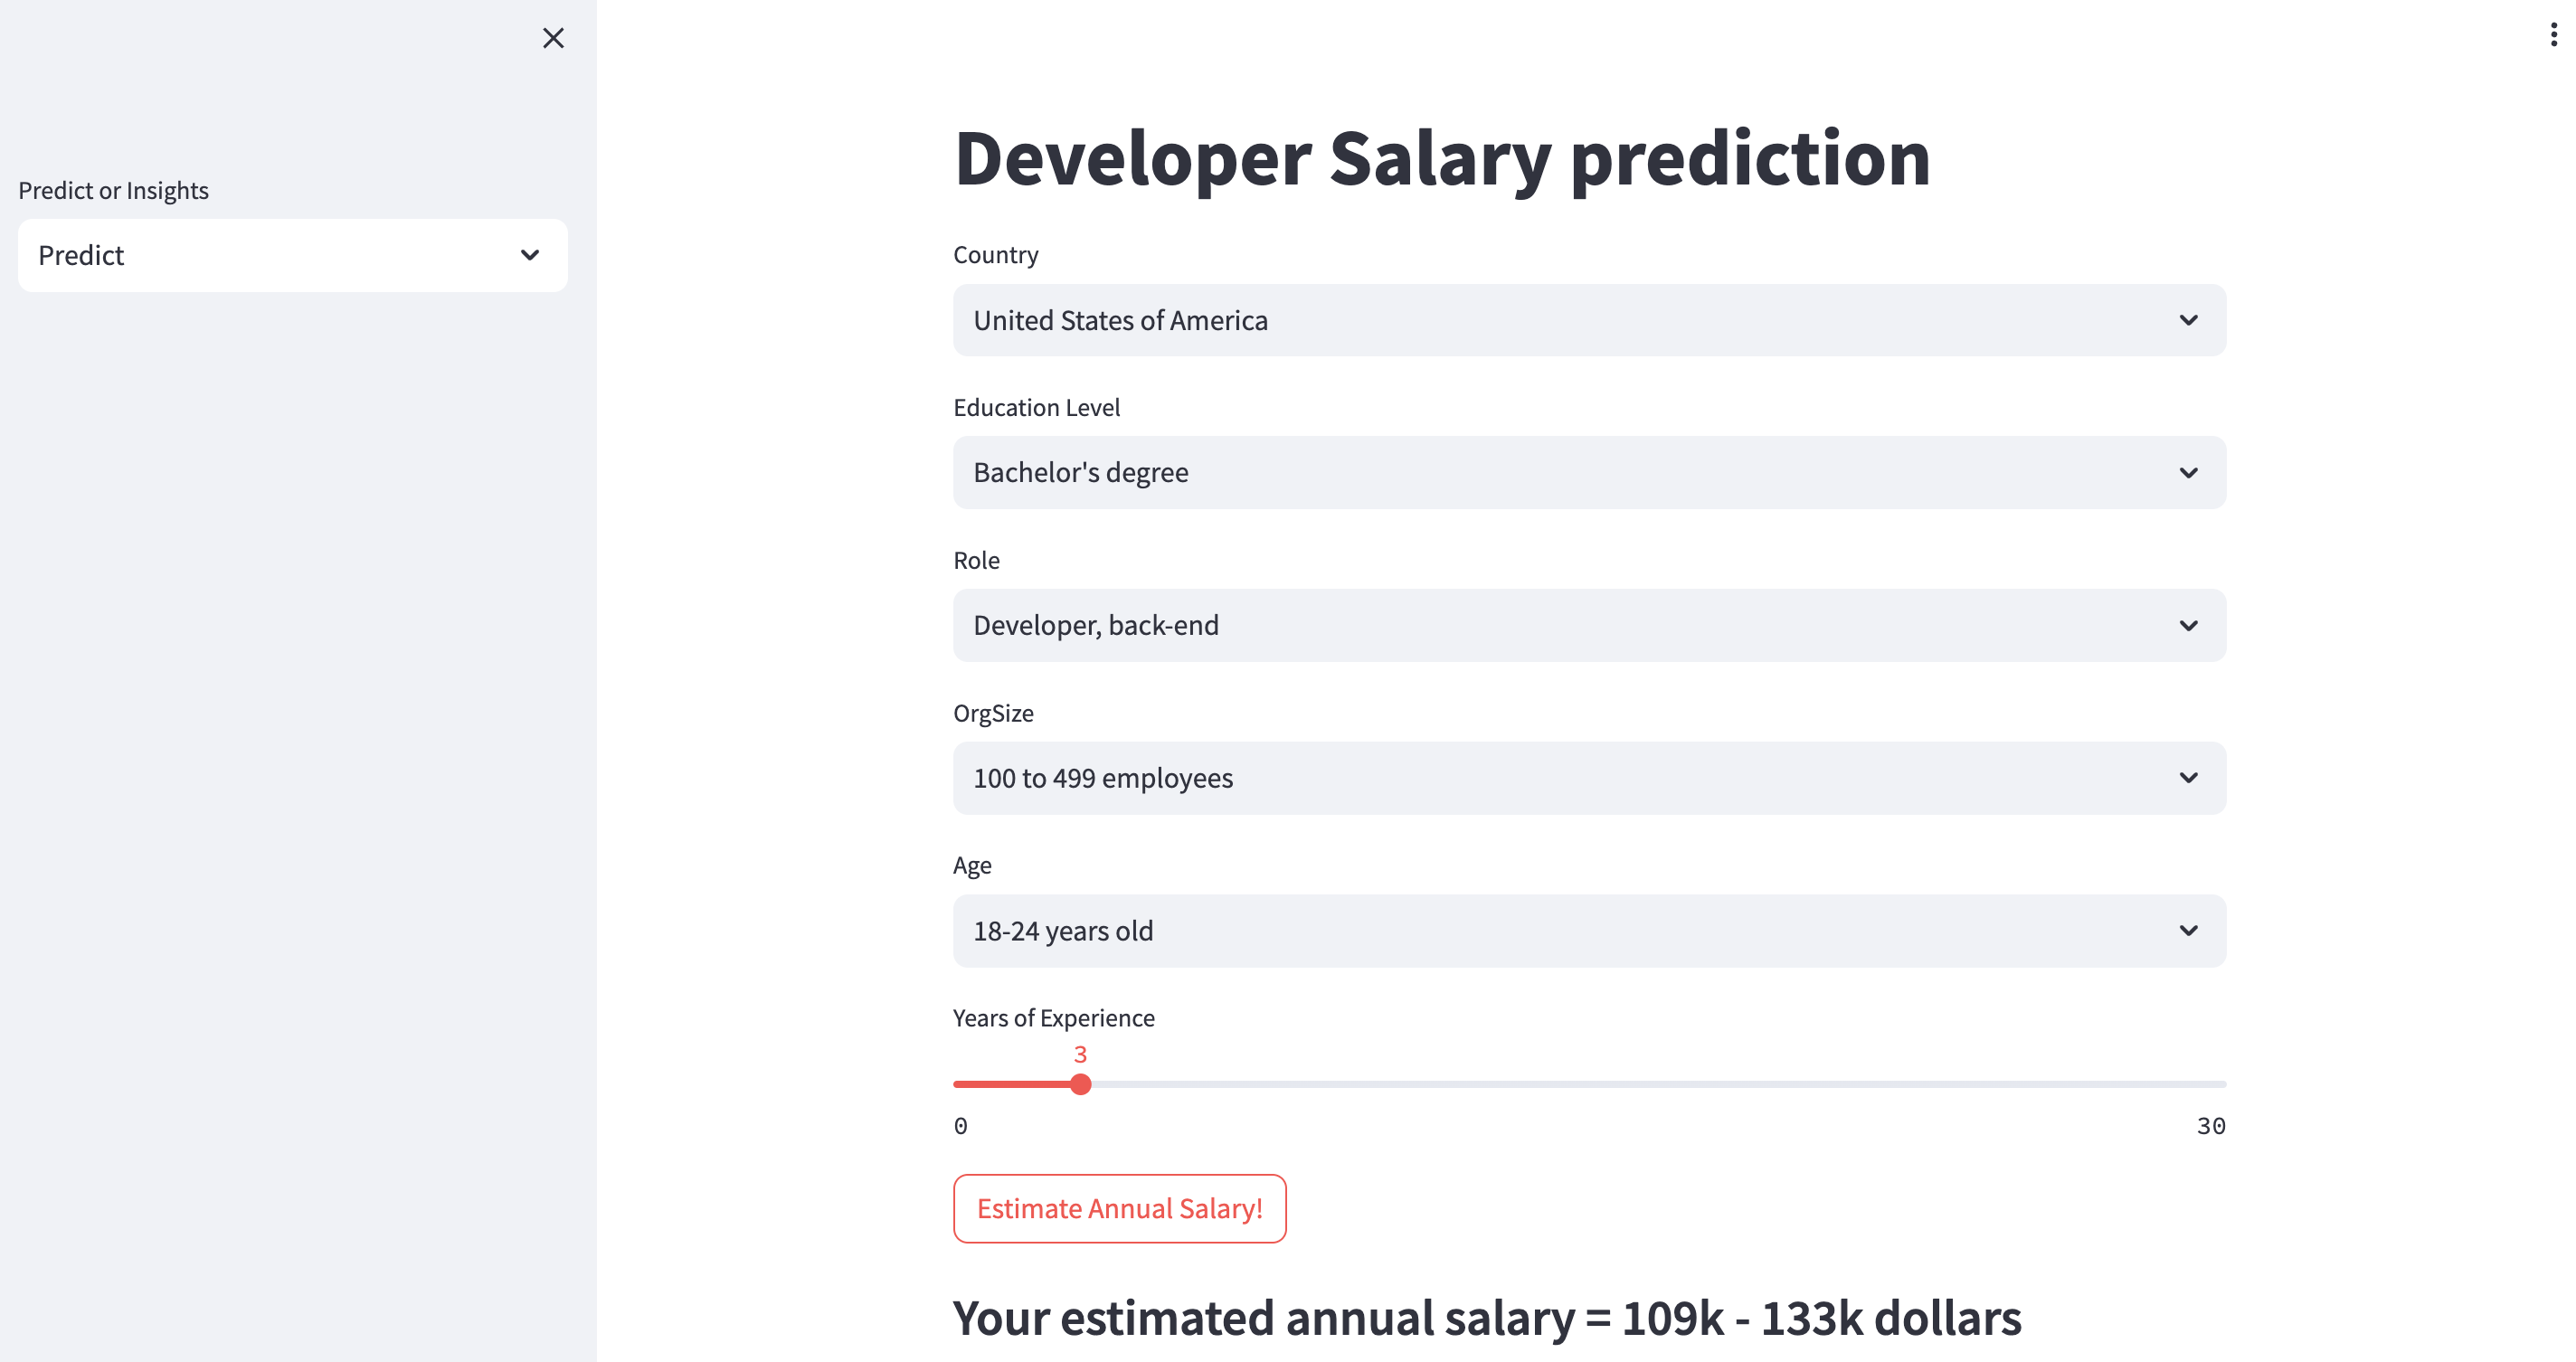 Predict or Insights
Predict
Developer Salary prediction
Country
United States of America
Education Level
Bachelor's degree
Role
Developer, back-end
OrgSize
100 to 499 employees
Age
18-24 years old
Years of Experience
3
0 30
Estimate Annual Salary!
Your estimated annual salary = 109k - 133k dollars